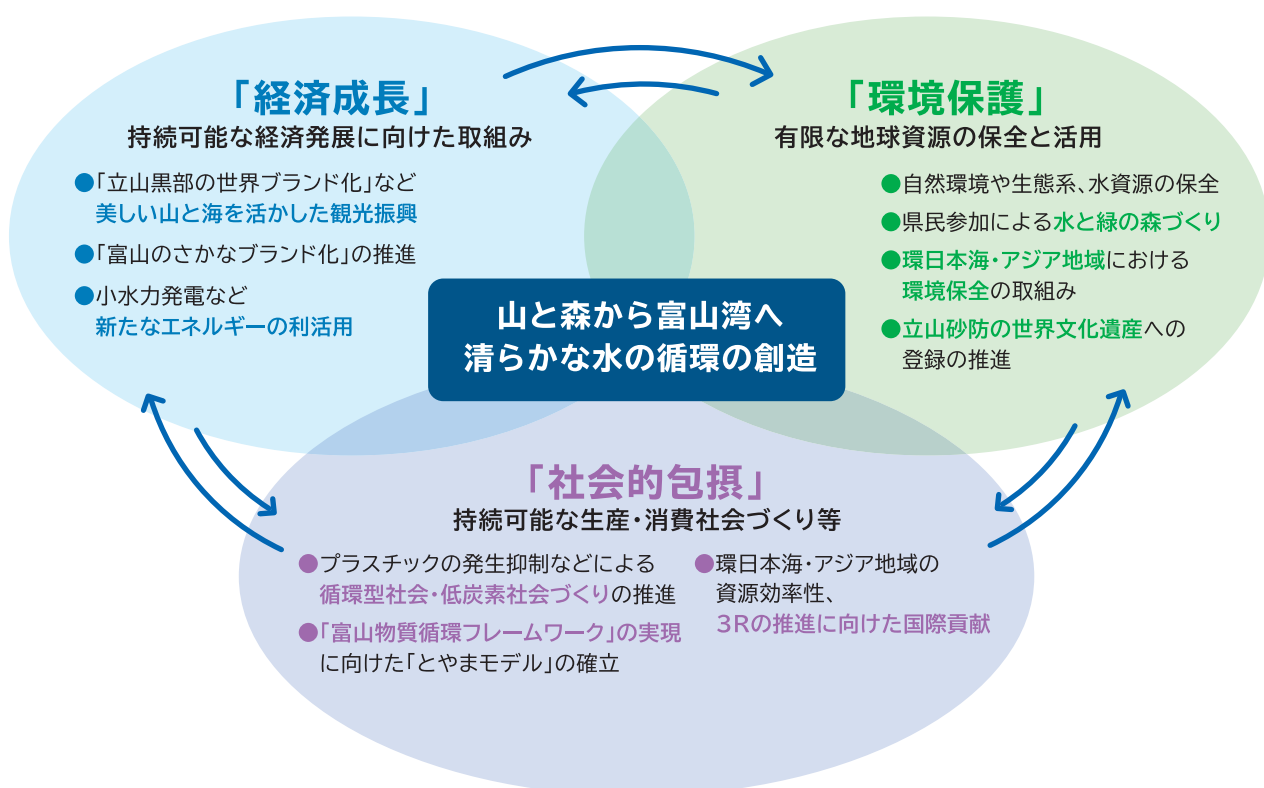 「経済成長」
持続可能な経済発展に向けた取組み
●「立山黒部の世界ブランド化」など
美しい山と海を活かした観光振興
●「富山のさかなブランド化」の推進
●小水力発電など
新たなエネルギーの利活用
「環境保護」
有限な地球資源の保全と活用
●自然環境や生態系、水資源の保全
●県民参加による水と緑の森づくり
●環日本海・アジア地域における
環境保全の取組み
●立山砂防の世界文化遺産への
登録の推進
山と森から富山湾へ
清らかな水の循環の創造
「社会的包摂」
持続可能な生産・消費社会づくり等
●プラスチックの発生抑制などによる
循環型社会・低炭素社会づくりの推進
●「富山物質循環フレームワーク」の実現
に向けた「とやまモデル」の確立
●環日本海・アジア地域の
資源効率性、
3Rの推進に向けた国際貢献